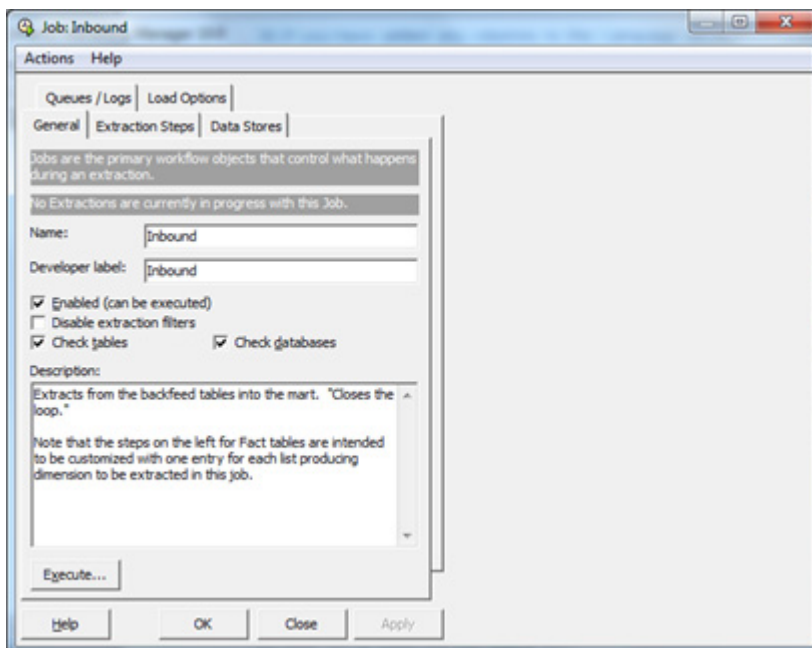 Job: Inbound
Actions Help
Queues / Logs Load Options
General Extraction Steps Data Stores
Jobs are the primary workflow objects that control what happens
during an extraction.
No Extractions are currently in progress with this Job.
Name: Inbound
Developer label: Inbound
Enabled (can be executed)
Disable extraction filters
Check tables Check databases
Description:
Extracts from the backfeed tables into the mart. "Closes the
loop."
Note that the steps on the left for Fact tables are intended
to be customized with one entry for each list producing
dimension to be extracted in this job.
Execute...
Help OK Close Apply